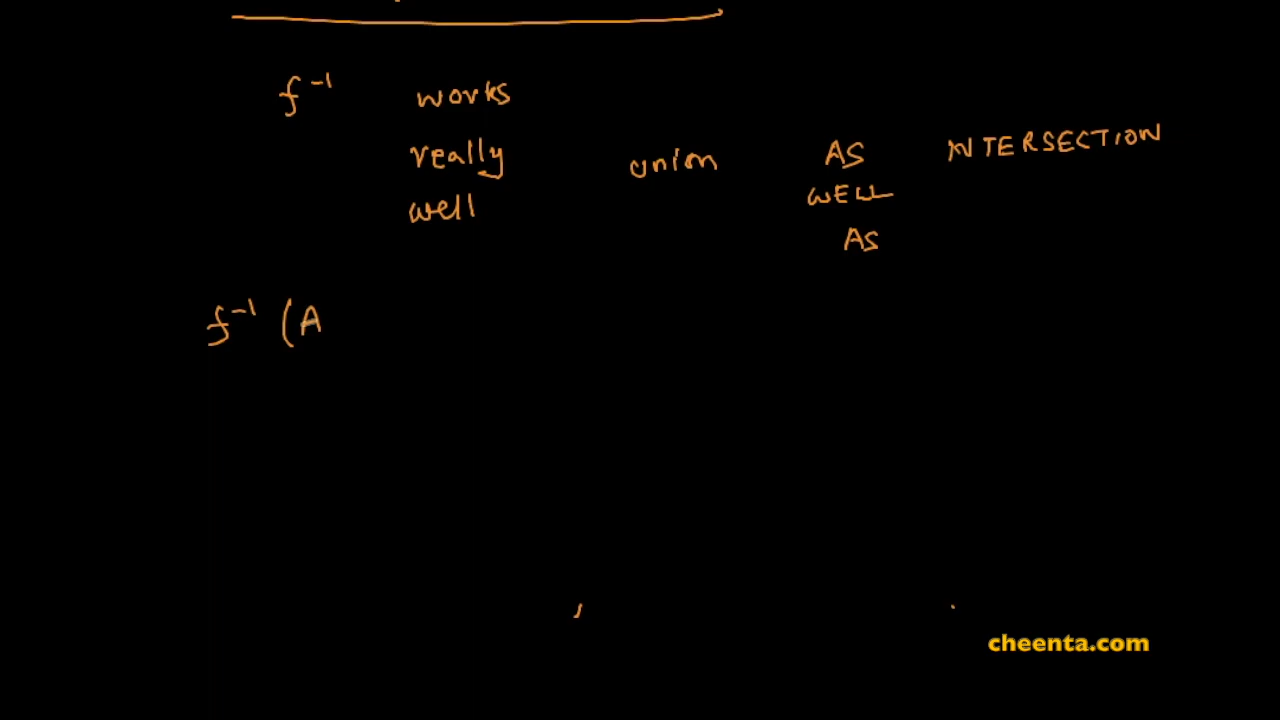 f⁻¹ works
really union AS INTERSECTION
well WELL
AS
f⁻¹ (A
cheenta.com